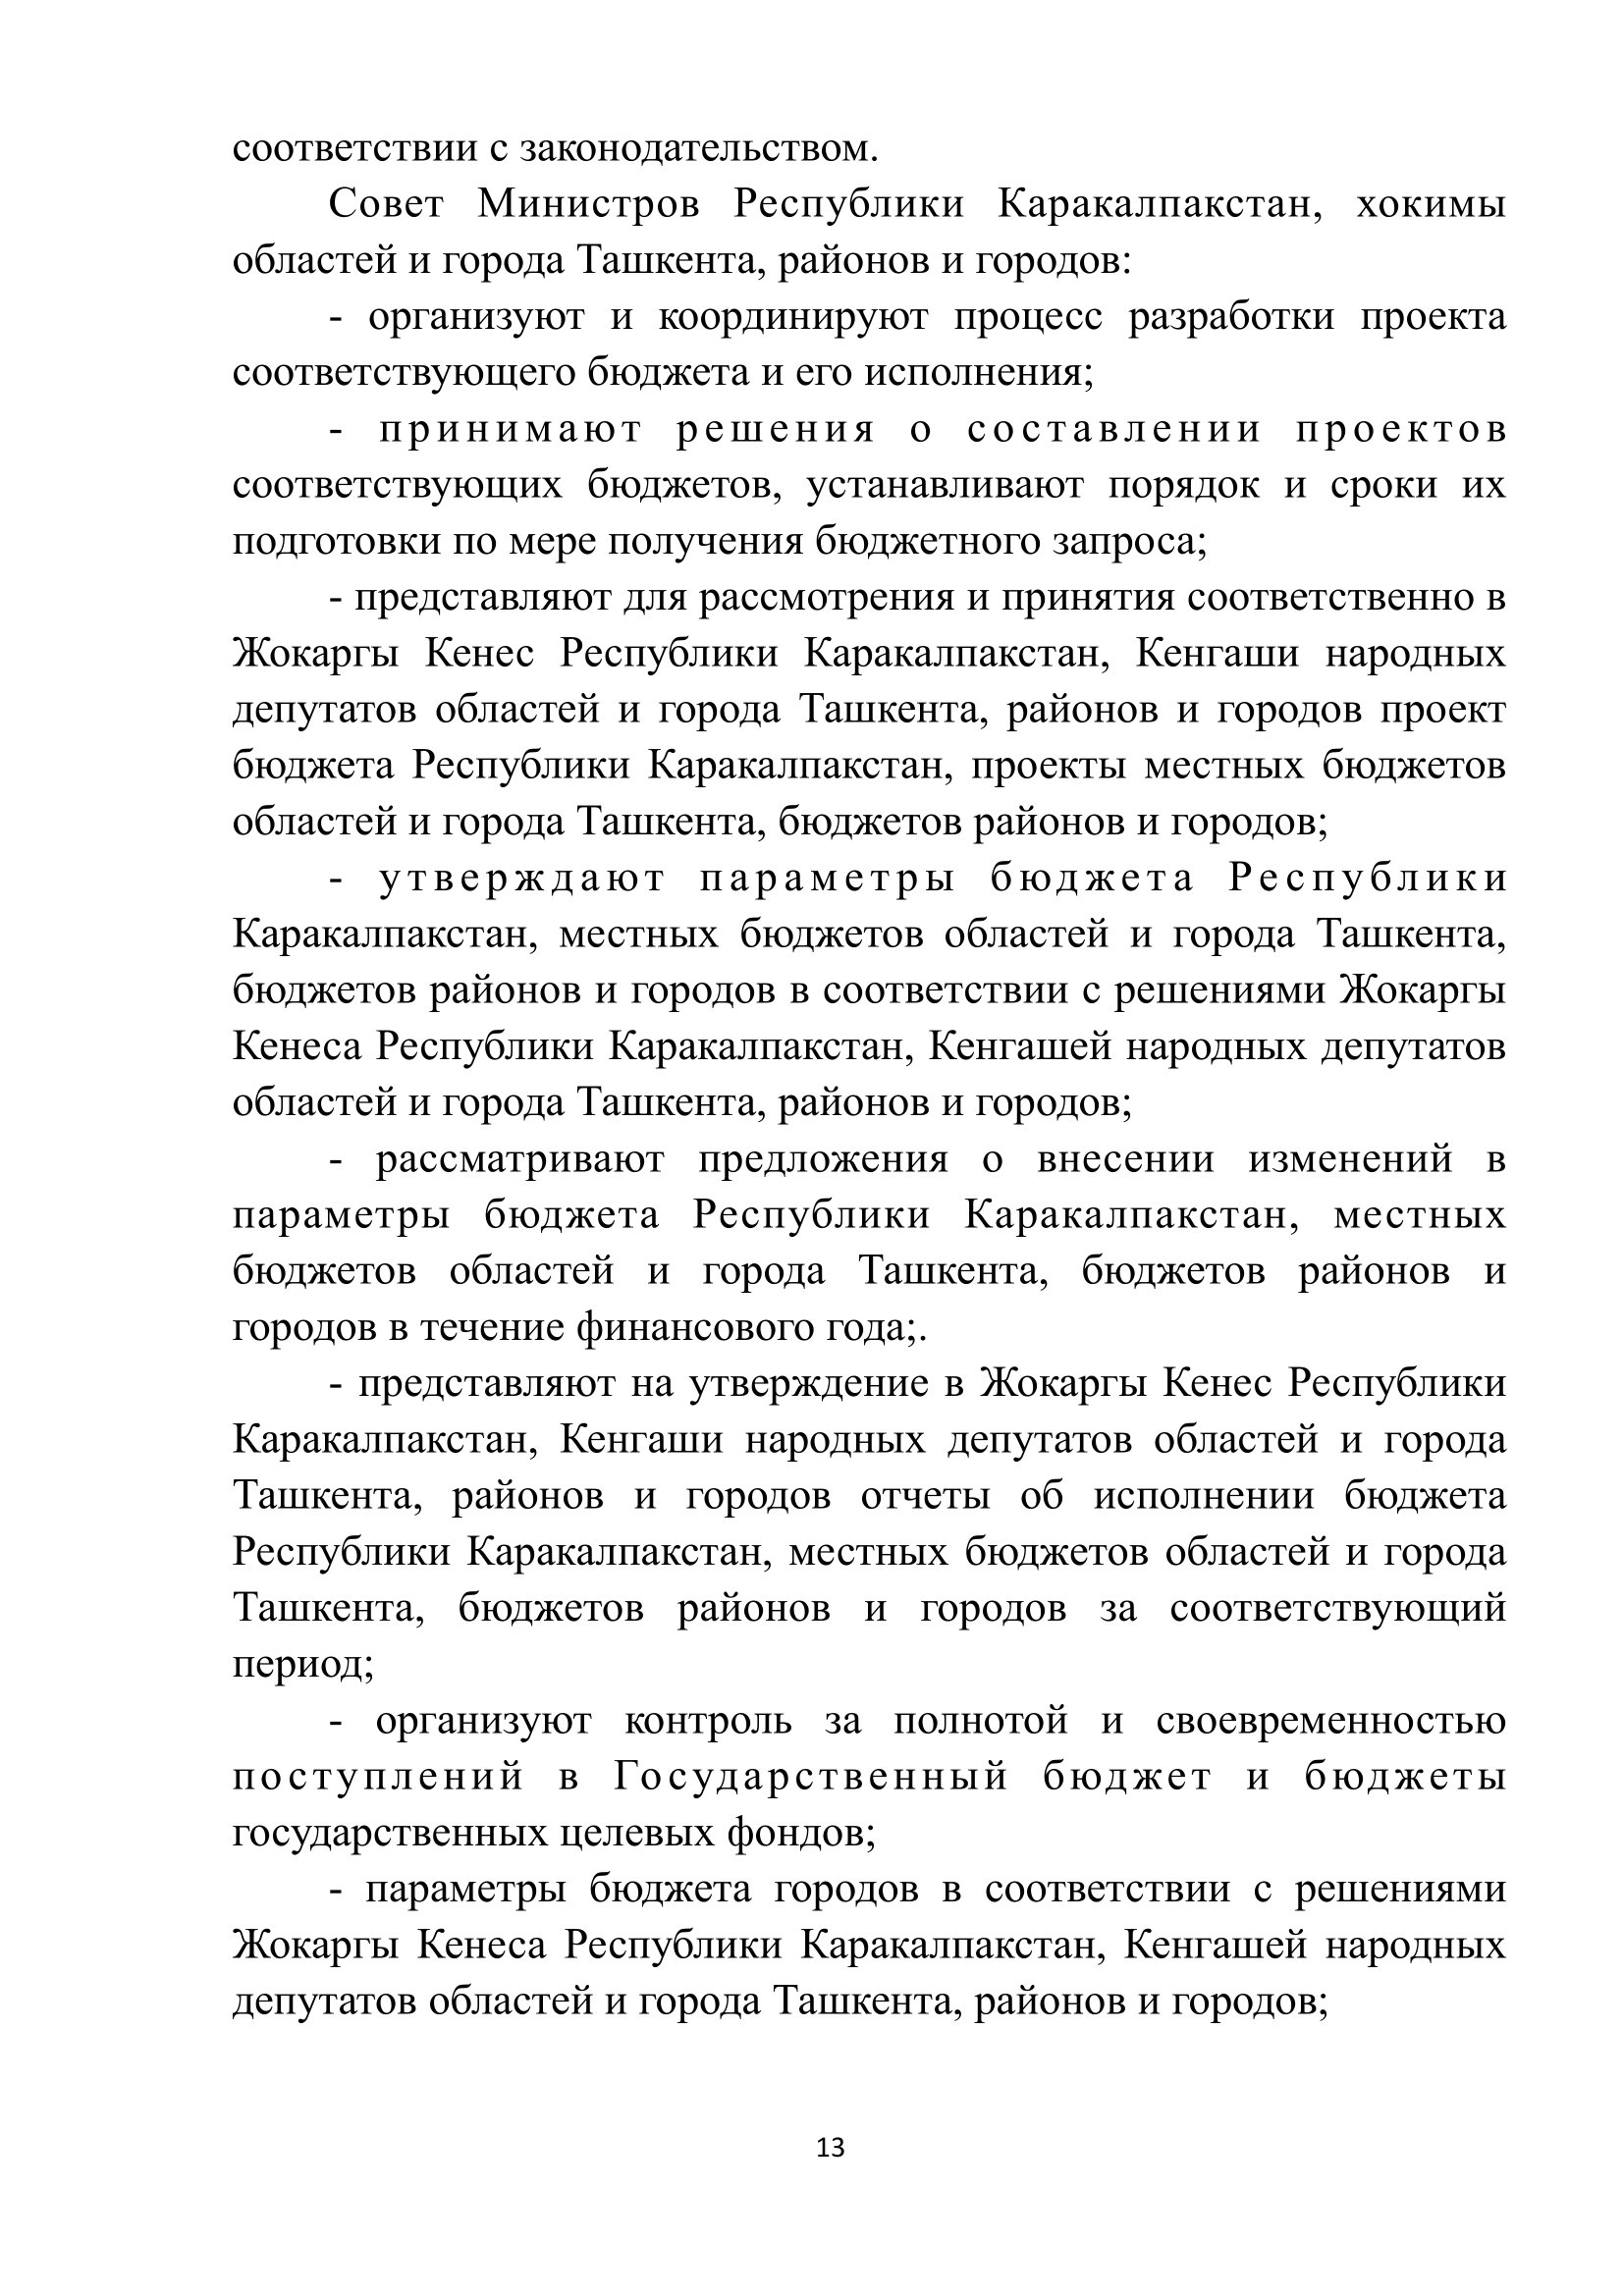 соответствии с законодательством.
Совет Министров Республики Каракалпакстан, хокимы
областей и города Ташкента, районов и городов:
- организуют и координируют процесс разработки проекта
соответствующего бюджета и его исполнения;
- принимают решения о составлении проектов
соответствующих бюджетов, устанавливают порядок и сроки их
подготовки по мере получения бюджетного запроса;
- представляют для рассмотрения и принятия соответственно в
Жокаргы Кенес Республики Каракалпакстан, Кенгаши народных
депутатов областей и города Ташкента, районов и городов проект
бюджета Республики Каракалпакстан, проекты местных бюджетов
областей и города Ташкента, бюджетов районов и городов;
- утверждают параметры бюджета Республики
Каракалпакстан, местных бюджетов областей и города Ташкента,
бюджетов районов и городов в соответствии с решениями Жокаргы
Кенеса Республики Каракалпакстан, Кенгашей народных депутатов
областей и города Ташкента, районов и городов;
- рассматривают предложения о внесении изменений в
параметры бюджета Республики Каракалпакстан, местных
бюджетов областей и города Ташкента, бюджетов районов и
городов в течение финансового года;.
- представляют на утверждение в Жокаргы Кенес Республики
Каракалпакстан, Кенгаши народных депутатов областей и города
Ташкента, районов и городов отчеты об исполнении бюджета
Республики Каракалпакстан, местных бюджетов областей и города
Ташкента, бюджетов районов и городов за соответствующий
период;
- организуют контроль за полнотой и своевременностью
поступлений в Государственный бюджет и бюджеты
государственных целевых фондов;
- параметры бюджета городов в соответствии с решениями
Жокаргы Кенеса Республики Каракалпакстан, Кенгашей народных
депутатов областей и города Ташкента, районов и городов;
13